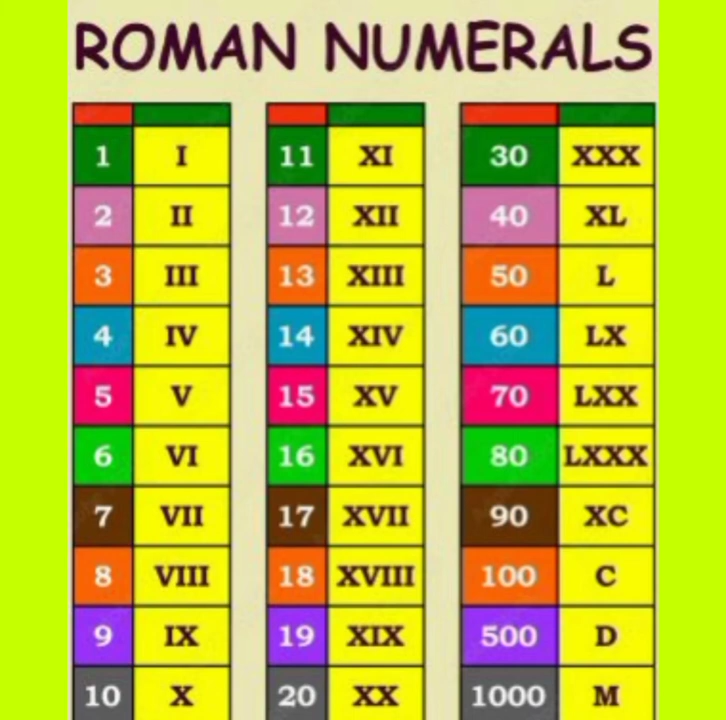 ROMAN NUMERALS
1 I 11 XI 30 XXX
2 II 12 XII 40 XL
3 III 13 XIII 50 L
4 IV 14 XIV 60 LX
5 V 15 XV 70 LXX
6 VI 16 XVI 80 LXXX
7 VII 17 XVII 90 XC
8 VIII 18 XVIII 100 C
9 IX 19 XIX 500 D
10 X 20 XX 1000 M